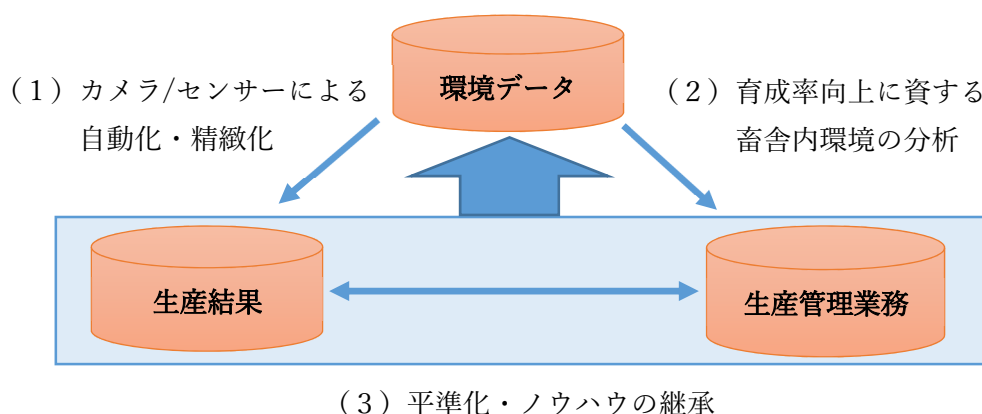 環境データ
（１）カメラ/センサーによる
自動化・精緻化
（２）育成率向上に資する
畜舎内環境の分析
生産結果
生産管理業務
（３）平準化・ノウハウの継承